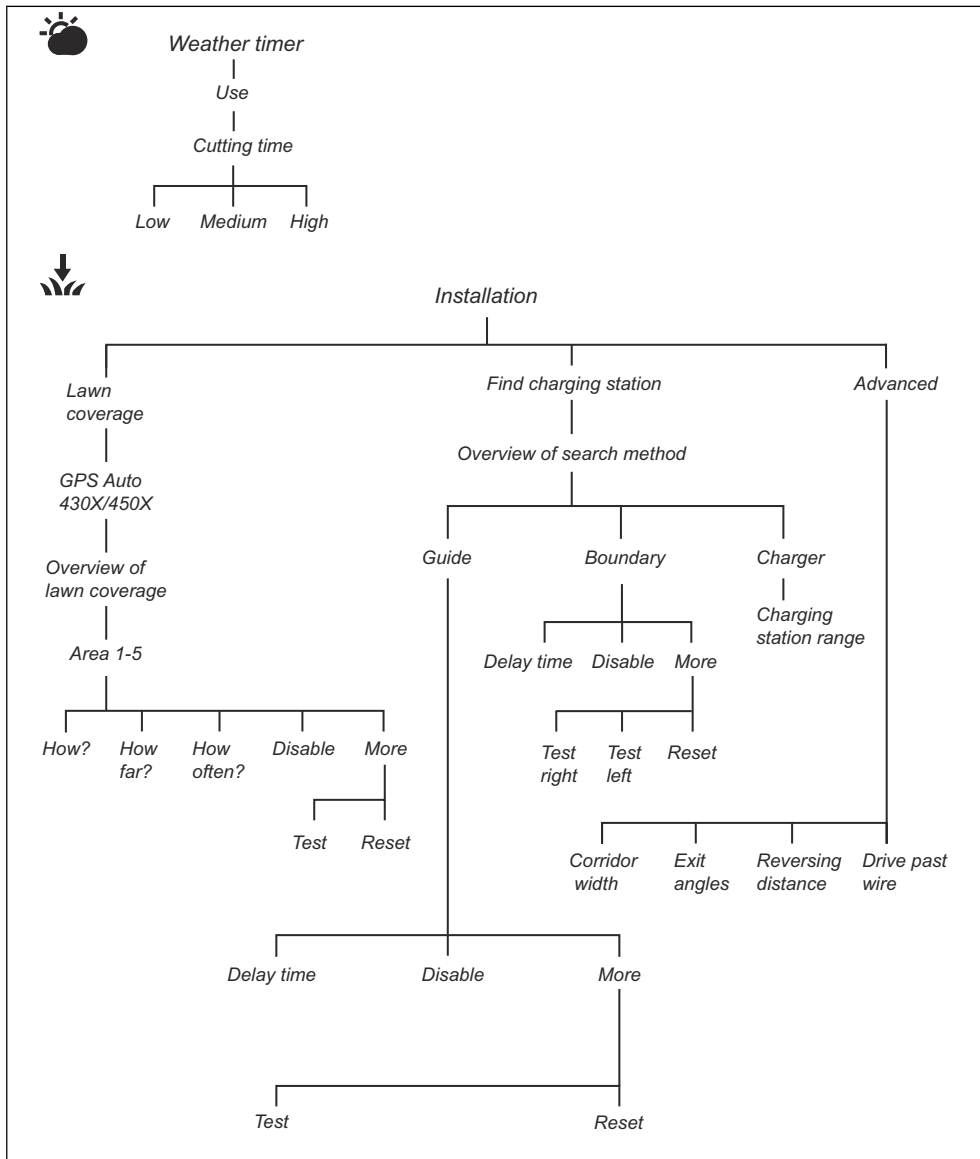 Weather timer
Use
Cutting time
Low Medium High
Installation
Lawn
coverage
Find charging station
Advanced
Overview of search method
GPS Auto
430X/450X
Guide
Boundary
Charger
Overview of
lawn coverage
Charging
station range
Area 1-5
Delay time Disable More
How?
How
far?
How
often?
Disable
More
Test
right
Test
left
Reset
Test Reset
Corridor
width
Exit
angles
Reversing
distance
Drive past
wire
Delay time Disable More
Test Reset